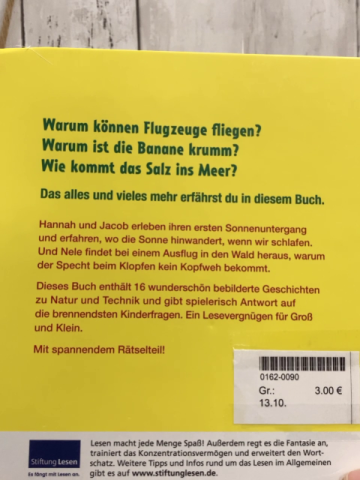 Warum können Flugzeuge fliegen?
Warum ist die Banane krumm?
Wie kommt das Salz ins Meer?
Das alles und vieles mehr erfährst du in diesem Buch.
Hannah und Jacob erleben ihren ersten Sonnenuntergang
und erfahren, wo die Sonne hinwandert, wenn wir schlafen.
Und Nele findet bei einem Ausflug in den Wald heraus, warum
der Specht beim Klopfen kein Kopfweh bekommt.
Dieses Buch enthält 16 wunderschön bebilderte Geschichten
zu Natur und Technik und gibt spielerisch Antwort auf
die brennendsten Kinderfragen. Ein Lesevergnügen für Groß
und Klein.
Mit spannendem Rätselteil!
0162-0090
Gr.: 3.00 €
13.10.
Stiftung Lesen
Es fängt mit Lesen an.
Lesen macht jede Menge Spaß! Außerdem regt es die Fantasie an,
trainiert das Konzentrationsvermögen und erweitert den Wort-
schatz. Weitere Tipps und Infos rund um das Lesen im Allgemeinen
gibt es auf www.stiftunglesen.de.